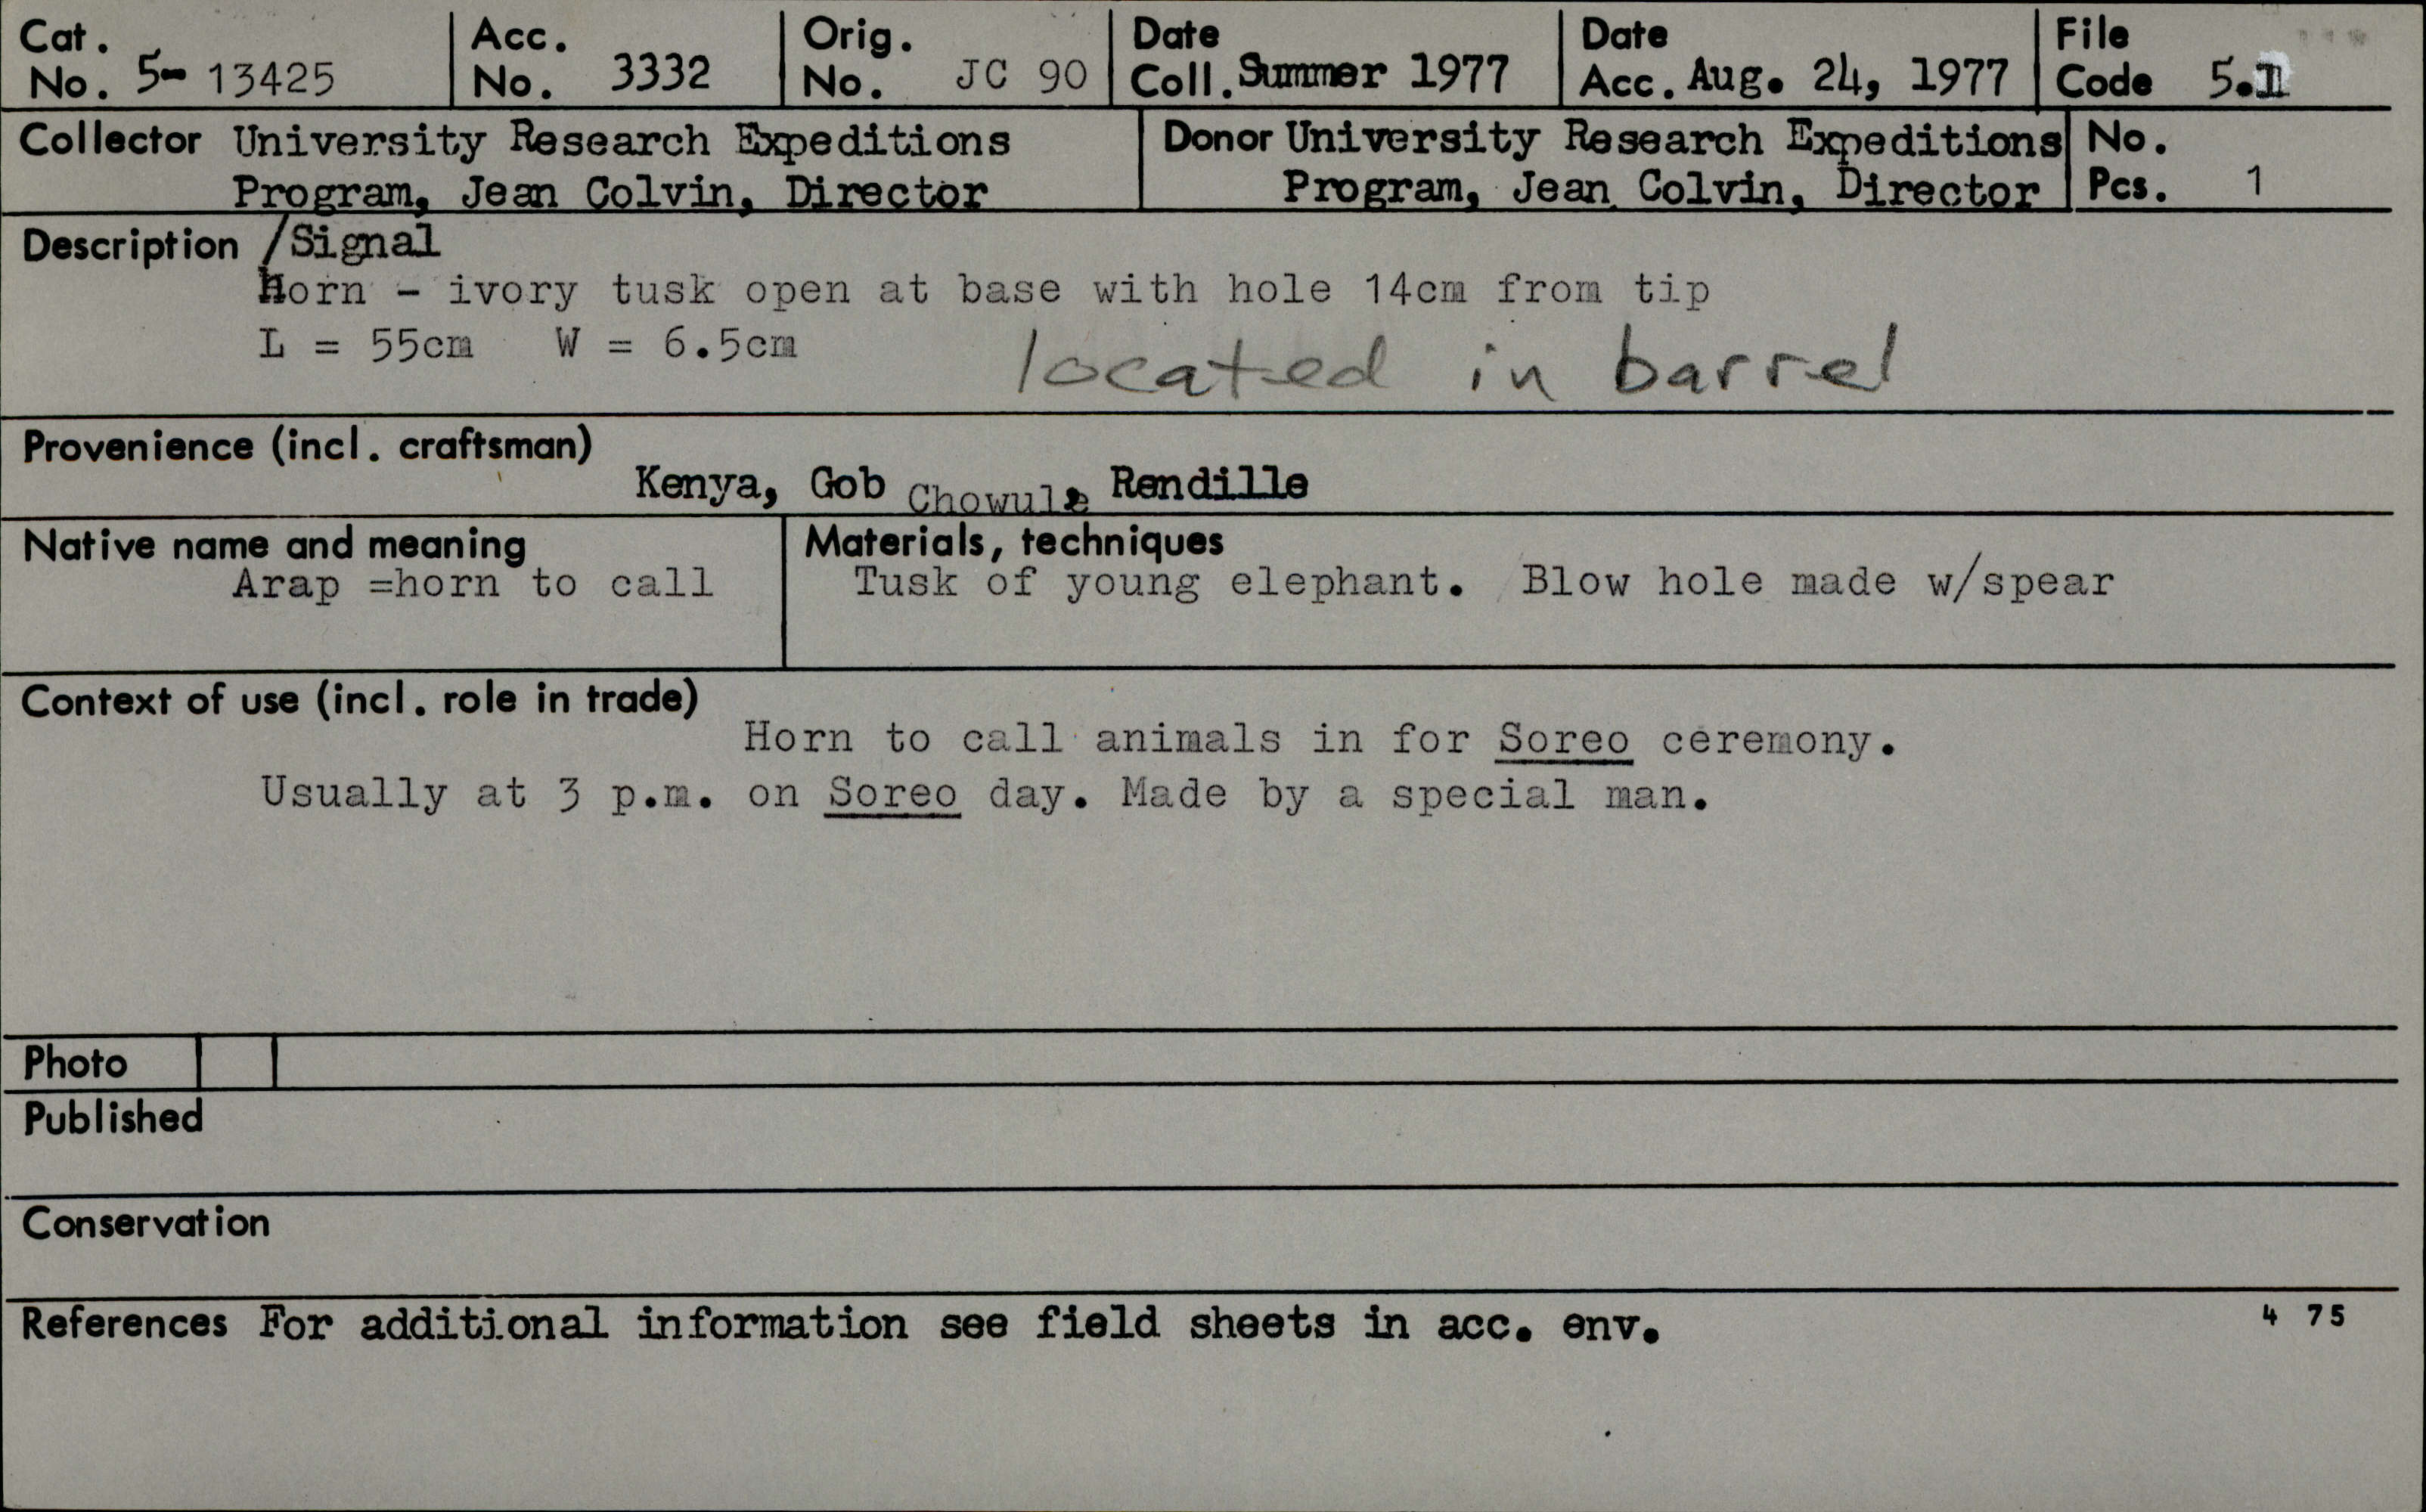 Cat. No. 5- 13425
Acc. No. 3332
Orig. No. JC 90
Date Coll. Summer 1977
Date Acc. Aug. 24, 1977
File Code 5.
Collector University Research Expeditions
Program, Jean Colvin, Director
Donor University Research Expeditions
Program, Jean Colvin, Director
No. Pcs. 1
Description /Signal
Horn - ivory tusk open at base with hole 14cm from tip
L = 55cm W = 6.5cm
located in barrel
Provenience (incl. craftsman)
Kenya, Gob Rendille
Native name and meaning
Arap =horn to call
Materials, techniques
Tusk of young elephant. Blow hole made w/spear
Context of use (incl. role in trade)
Horn to call animals in for Soreo ceremony.
Usually at 3 p.m. on Soreo day. Made by a special man.
Photo
Published
Conservation
References For additional information see field sheets in acc. env.
4 75